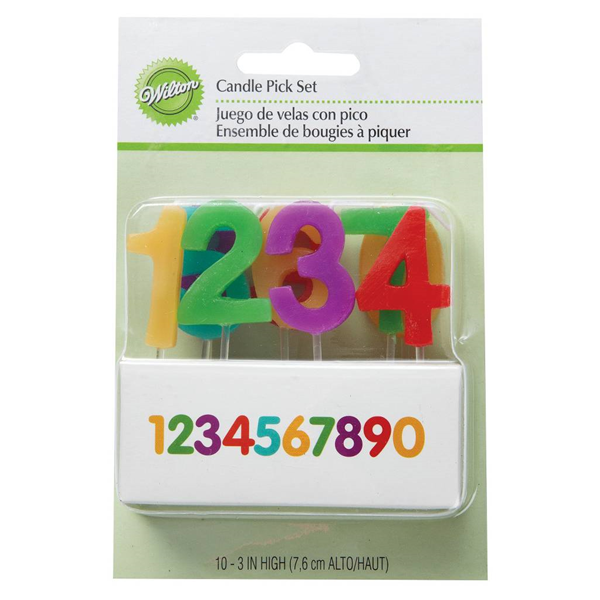 Wilton
Candle Pick Set
Juego de velas con pico
Ensemble de bougies à piquer
1234
1234567890
10 - 3 IN HIGH (7,6 cm ALTO/HAUT)